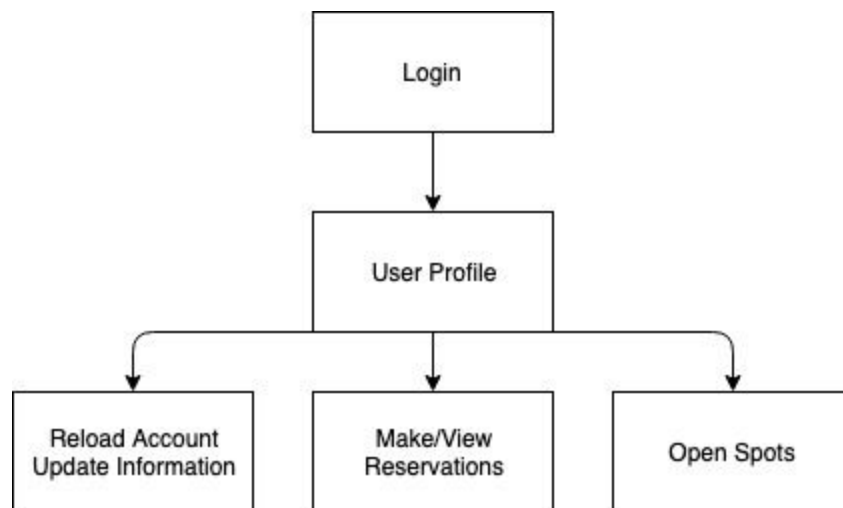 Login
User Profile
Reload Account
Update Information
Make/View
Reservations
Open Spots